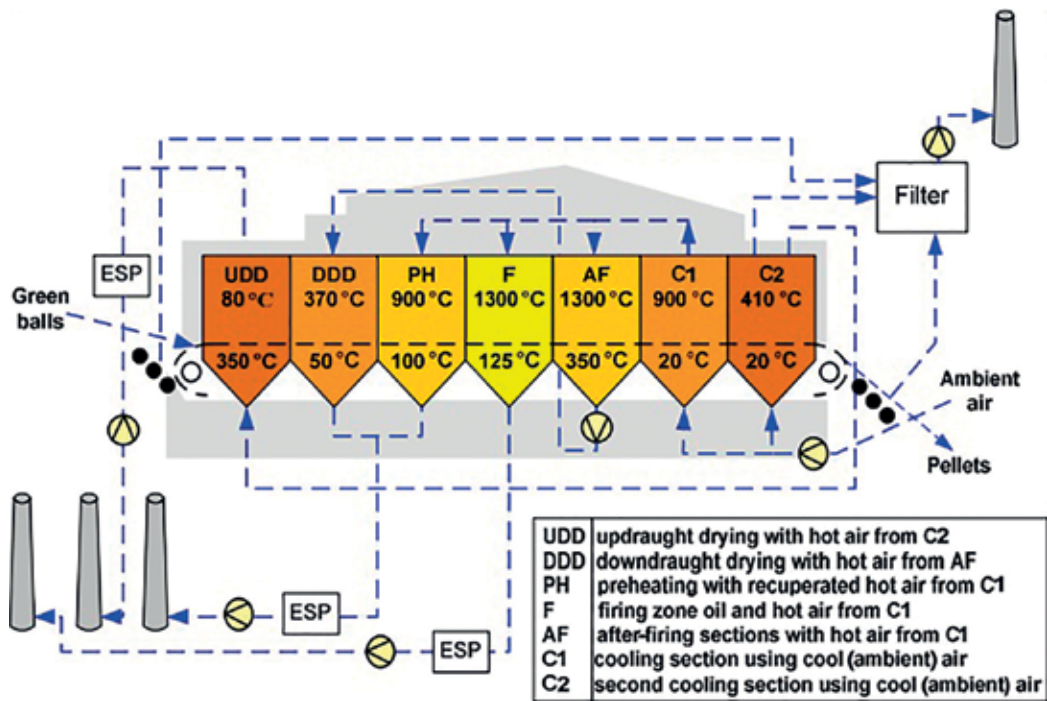 Filter
ESP
Green
balls
UDD
80 °C
DDD
370 °C
PH
900 °C
F
1300 °C
AF
1300 °C
C1
900 °C
C2
410 °C
350 °C
50 °C
100 °C
125 °C
350 °C
20 °C
20 °C
Ambient
air
Pellets
ESP
ESP
UDD updraught drying with hot air from C2
DDD downdraught drying with hot air from AF
PH preheating with recuperated hot air from C1
F firing zone oil and hot air from C1
AF after-firing sections with hot air from C1
C1 cooling section using cool (ambient) air
C2 second cooling section using cool (ambient) air